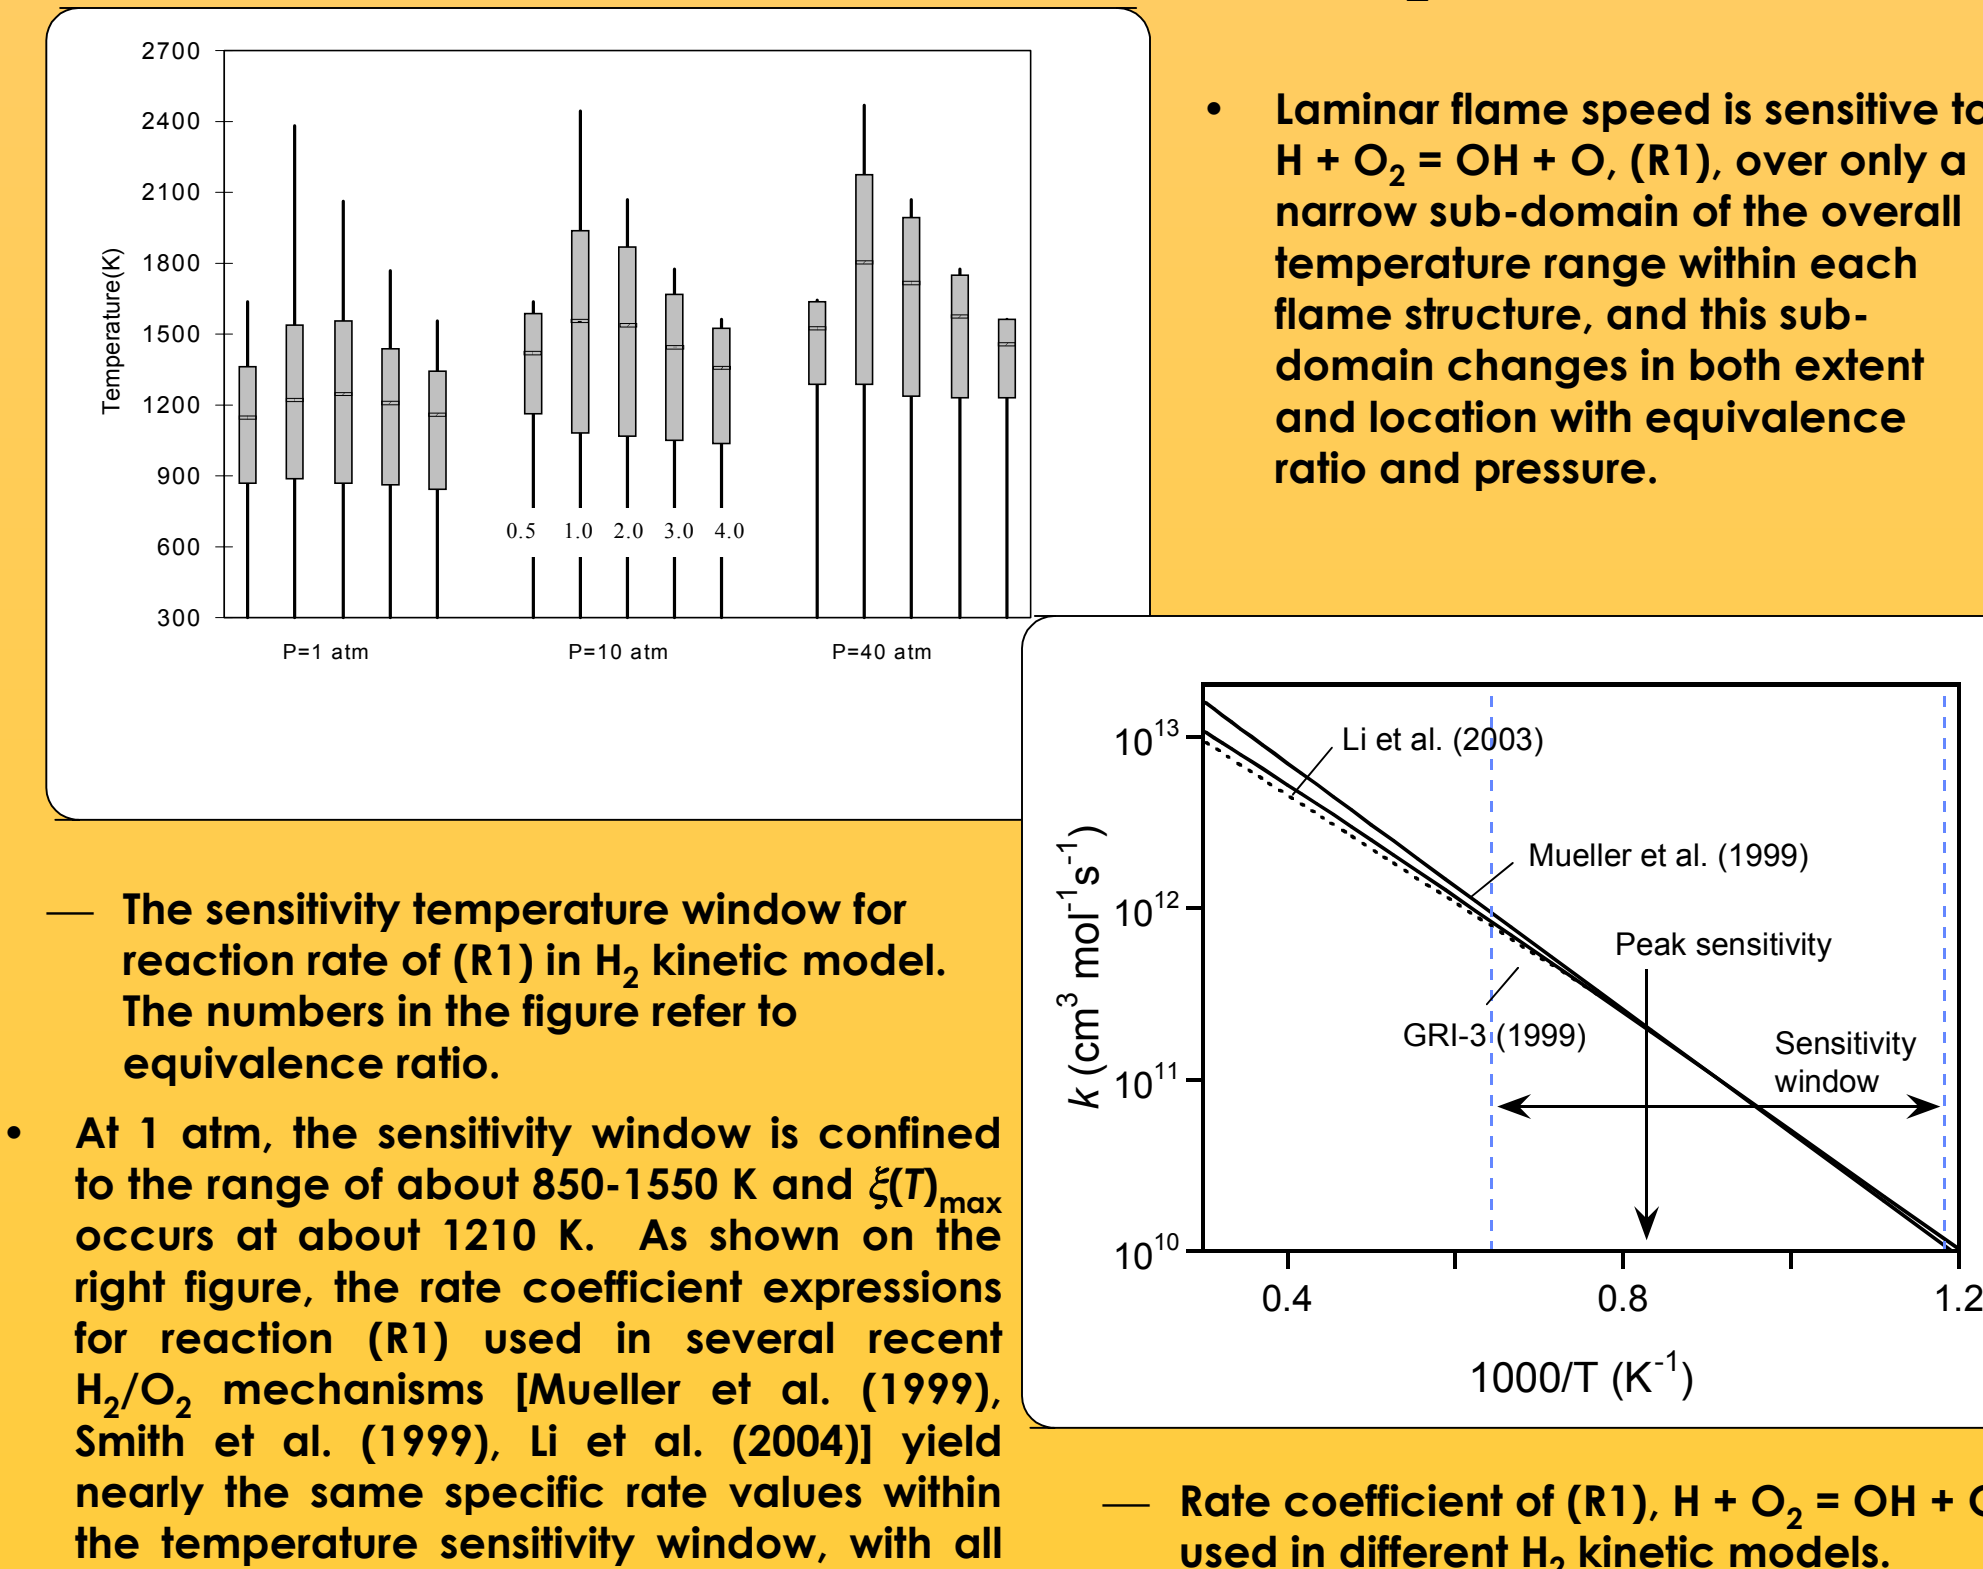 2700
2400
2100
1800
1500
1200
900
600
300
Temperature(K)
0.5 1.0 2.0 3.0 4.0
P=1 atm P=10 atm P=40 atm
• Laminar flame speed is sensitive to
H + O2 = OH + O, (R1), over only a
narrow sub-domain of the overall
temperature range within each
flame structure, and this sub-
domain changes in both extent
and location with equivalence
ratio and pressure.
— The sensitivity temperature window for
reaction rate of (R1) in H2 kinetic model.
The numbers in the figure refer to
equivalence ratio.
• At 1 atm, the sensitivity window is confined
to the range of about 850-1550 K and ξ(T)max
occurs at about 1210 K. As shown on the
right figure, the rate coefficient expressions
for reaction (R1) used in several recent
H2/O2 mechanisms [Mueller et al. (1999),
Smith et al. (1999), Li et al. (2004)] yield
nearly the same specific rate values within
the temperature sensitivity window, with all
10^13
10^12
10^11
10^10
k (cm^3 mol^-1 s^-1)
Li et al. (2003)
Mueller et al. (1999)
Peak sensitivity
GRI-3 (1999)
Sensitivity
window
0.4 0.8 1.2
1000/T (K^-1)
— Rate coefficient of (R1), H + O2 = OH +
used in different H2 kinetic models.